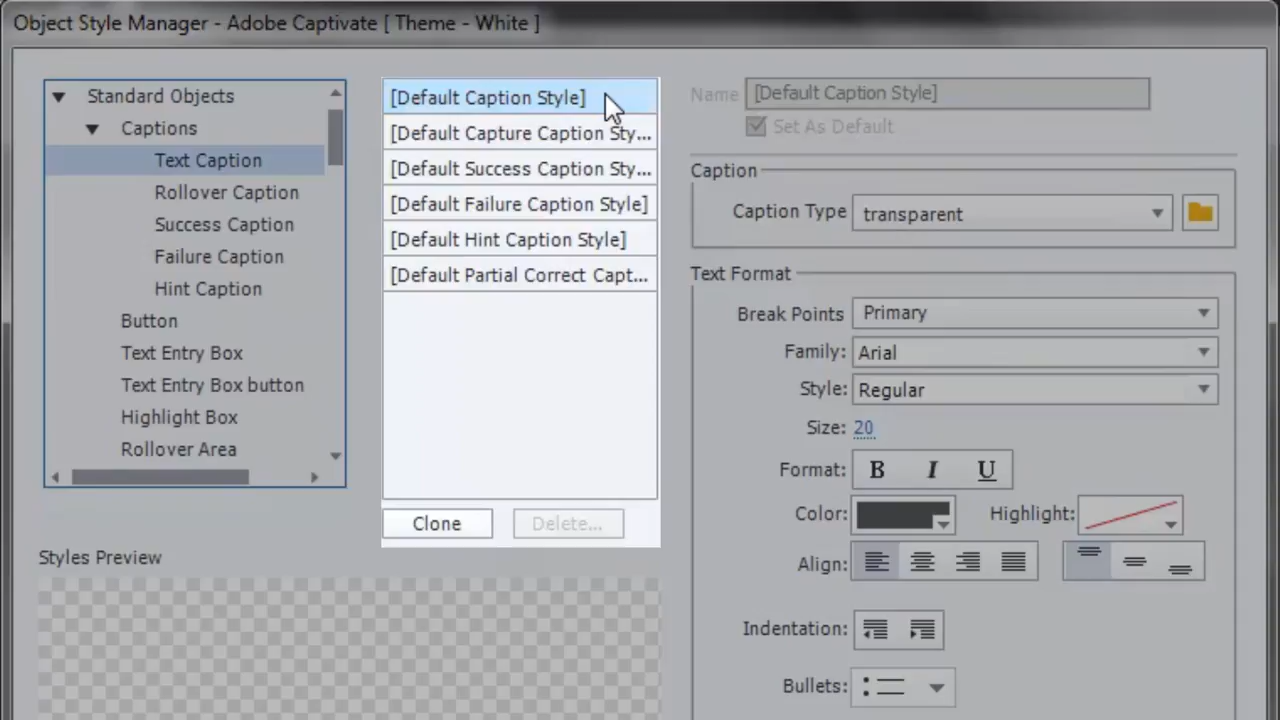 Object Style Manager - Adobe Captivate [ Theme - White ]
Standard Objects
Captions
Text Caption
Rollover Caption
Success Caption
Failure Caption
Hint Caption
Button
Text Entry Box
Text Entry Box button
Highlight Box
Rollover Area
[Default Caption Style]
[Default Capture Caption Sty...
[Default Success Caption Sty...
[Default Failure Caption Style]
[Default Hint Caption Style]
[Default Partial Correct Capt...
Clone
Delete...
Styles Preview
Name [Default Caption Style]
Set As Default
Caption
Caption Type transparent
Text Format
Break Points Primary
Family: Arial
Style: Regular
Size: 20
Format: B I U
Color: Highlight:
Align:
Indentation:
Bullets: